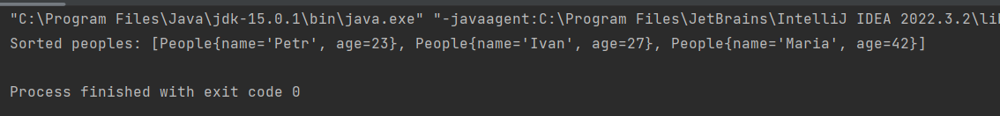 "C:\Program Files\Java\jdk-15.0.1\bin\java.exe" "-javaagent:C:\Program Files\JetBrains\IntelliJ IDEA 2022.3.2\lib
Sorted peoples: [People{name='Petr', age=23}, People{name='Ivan', age=27}, People{name='Maria', age=42}]
Process finished with exit code 0